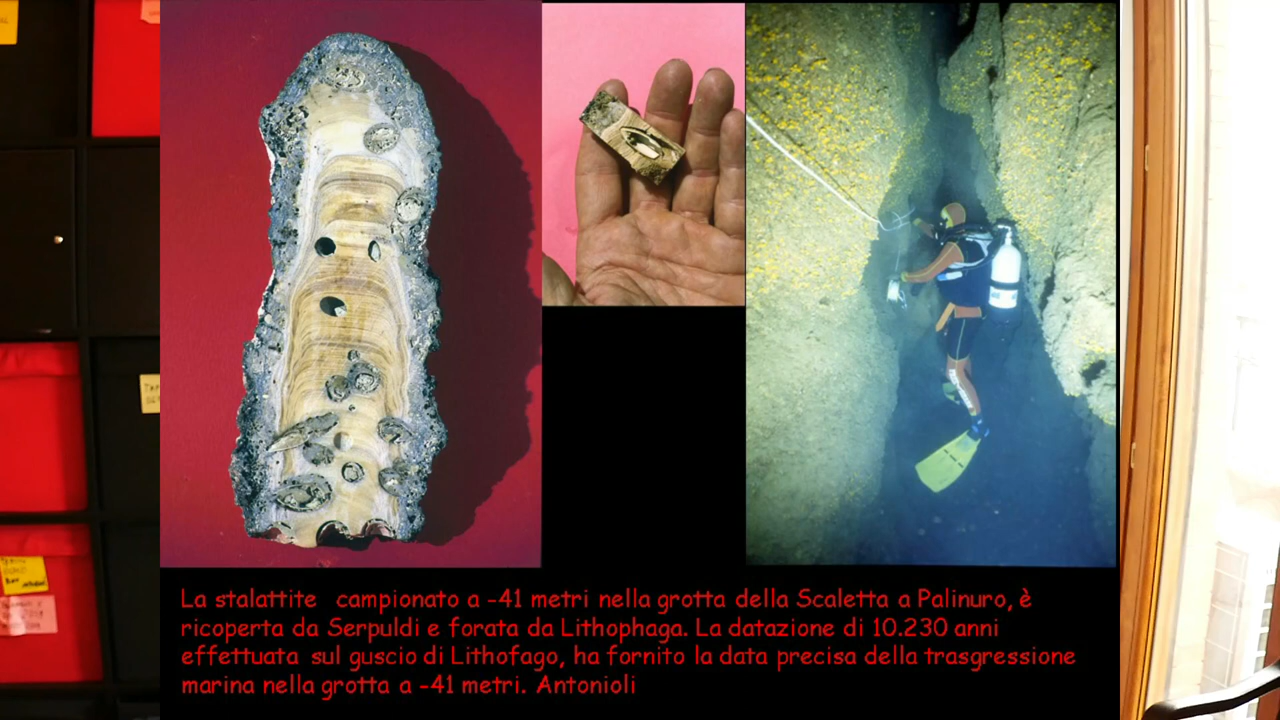 La stalattite campionato a -41 metri nella grotta della Scaletta a Palinuro, è
ricoperta da Serpuldi e forata da Lithophaga. La datazione di 10.230 anni
effettuata sul guscio di Lithofago, ha fornito la data precisa della trasgressione
marina nella grotta a -41 metri. Antonioli